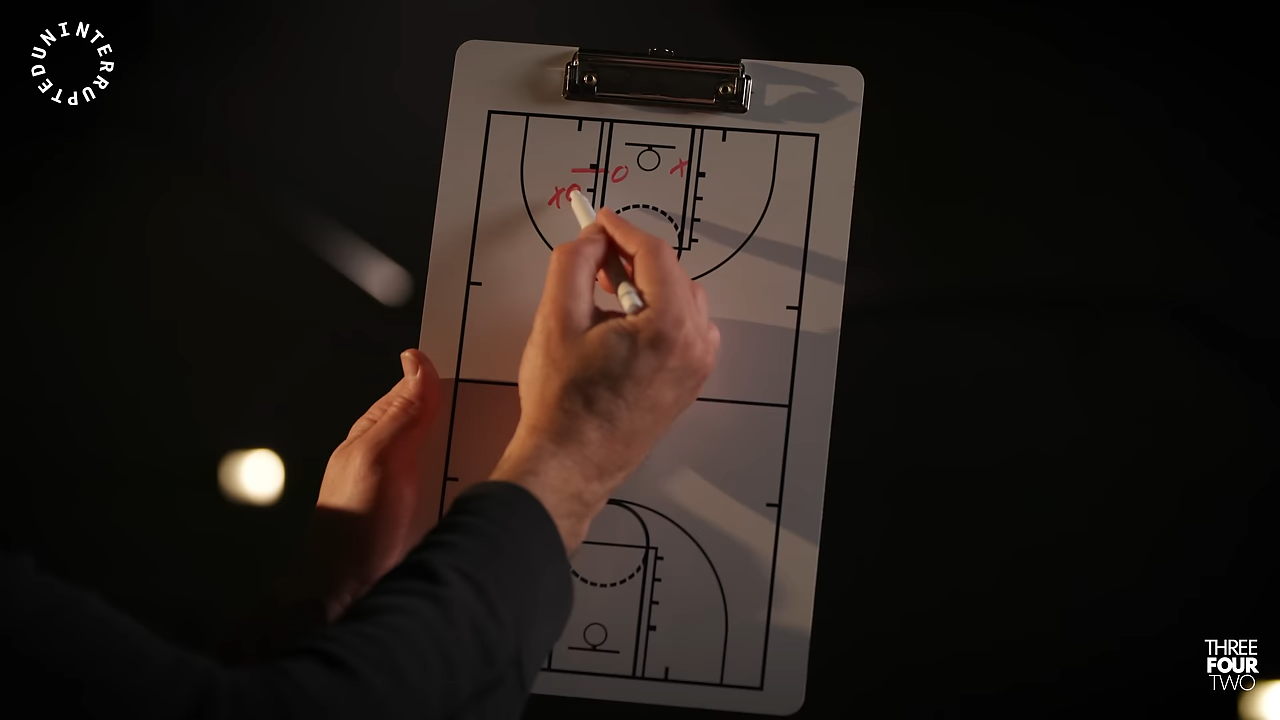 UNINTERRUPTED
O X
X O
THREE
FOUR
TWO